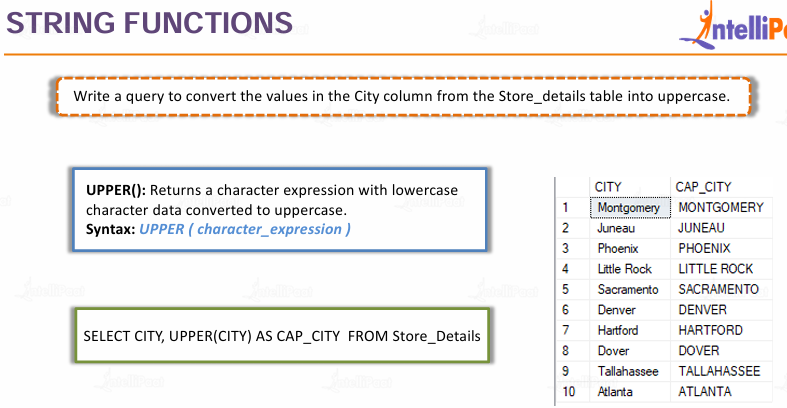 STRING FUNCTIONS
ntelliPa
Write a query to convert the values in the City column from the Store_details table into uppercase.
UPPER(): Returns a character expression with lowercase
character data converted to uppercase.
Syntax: UPPER ( character_expression )
SELECT CITY, UPPER(CITY) AS CAP_CITY FROM Store_Details
CITY CAP_CITY
1 Montgomery MONTGOMERY
2 Juneau JUNEAU
3 Phoenix PHOENIX
4 Little Rock LITTLE ROCK
5 Sacramento SACRAMENTO
6 Denver DENVER
7 Hartford HARTFORD
8 Dover DOVER
9 Tallahassee TALLAHASSEE
10 Atlanta ATLANTA